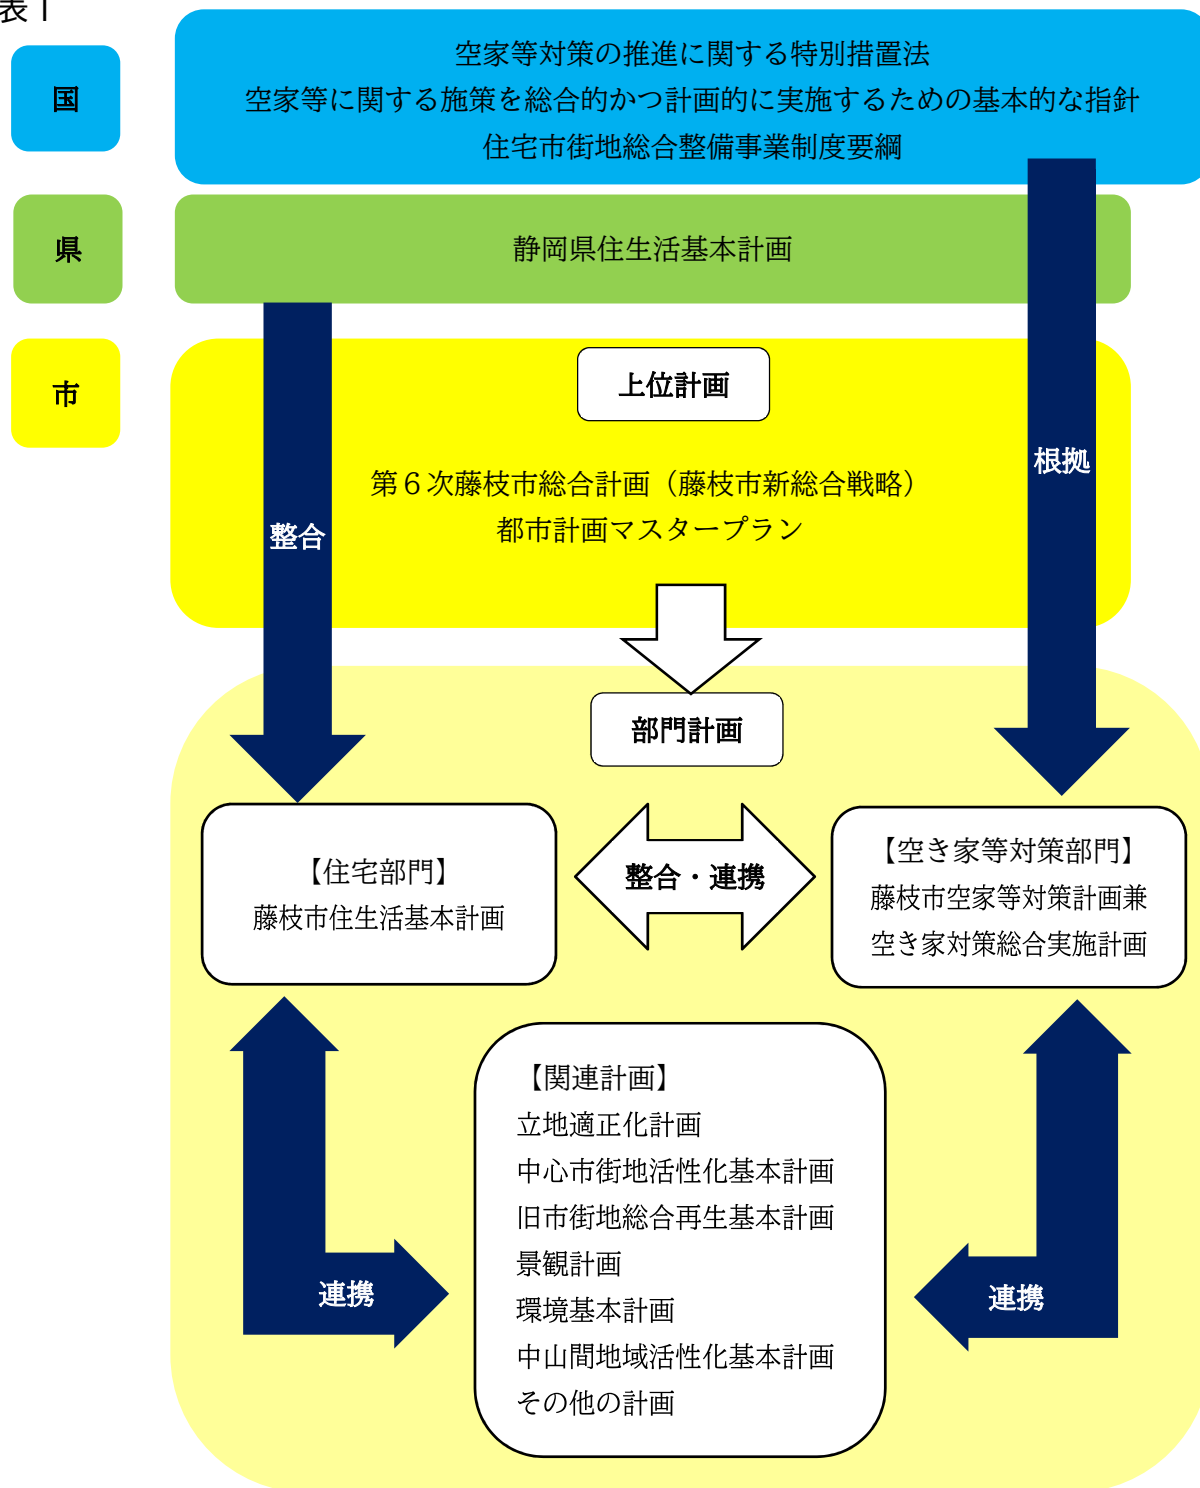 表1
国
空家等対策の推進に関する特別措置法
空家等に関する施策を総合的かつ計画的に実施するための基本的な指針
住宅市街地総合整備事業制度要綱
県
静岡県住生活基本計画
市
上位計画
第6次藤枝市総合計画（藤枝市新総合戦略）
都市計画マスタープラン
根拠
整合
部門計画
【住宅部門】
藤枝市住生活基本計画
整合・連携
【空き家等対策部門】
藤枝市空家等対策計画兼
空き家対策総合実施計画
【関連計画】
立地適正化計画
中心市街地活性化基本計画
旧市街地総合再生基本計画
景観計画
環境基本計画
中山間地域活性化基本計画
その他の計画
連携
連携